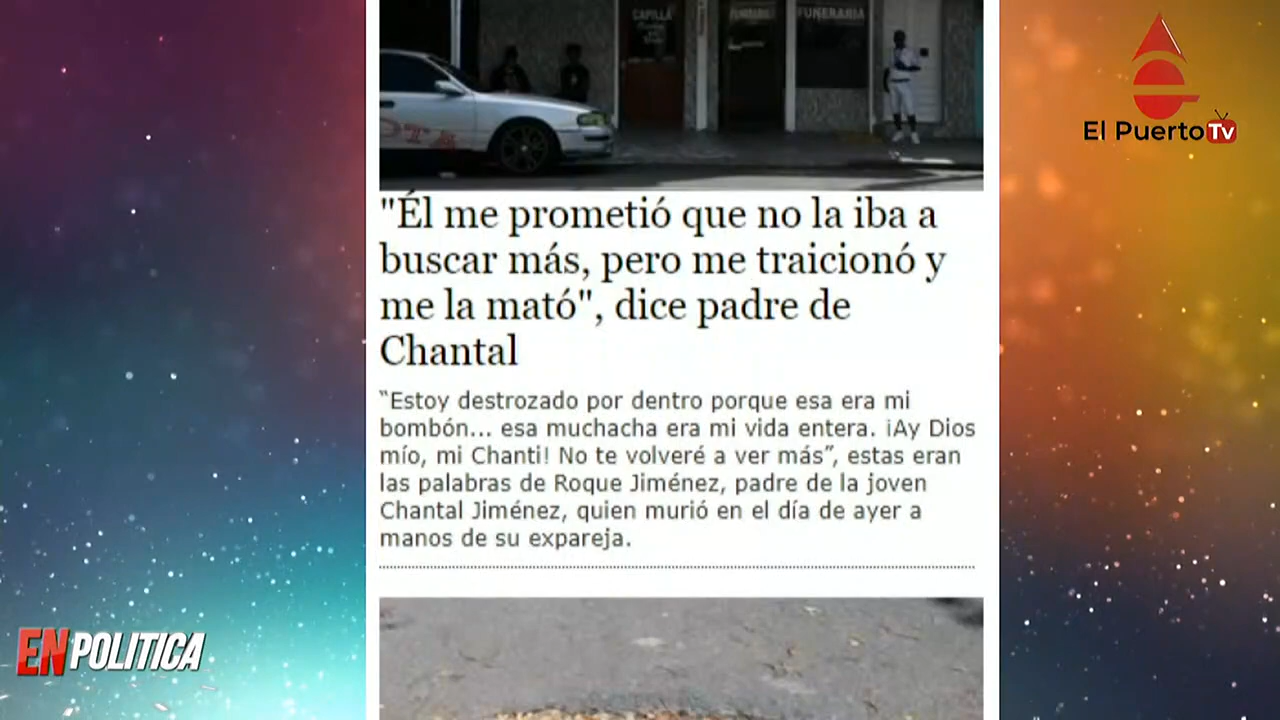 CAPILLA
FUNERARIA
FUNERARIA
El Puerto Tv
"Él me prometió que no la iba a
buscar más, pero me traicionó y
me la mató", dice padre de
Chantal
“Estoy destrozado por dentro porque esa era mi
bombón... esa muchacha era mi vida entera. ¡Ay Dios
mío, mi Chanti! No te volveré a ver más”, estas eran
las palabras de Roque Jiménez, padre de la joven
Chantal Jiménez, quien murió en el día de ayer a
manos de su expareja.
EN POLITICA